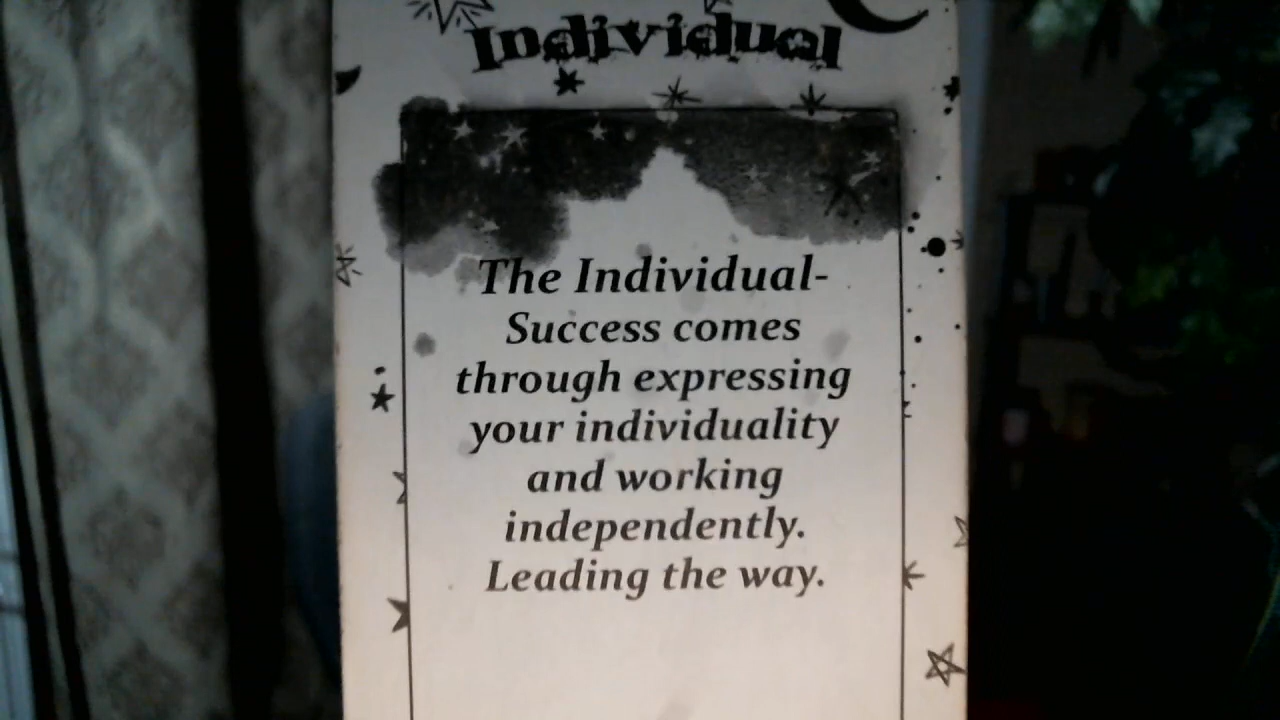 Individual
The Individual-
Success comes
through expressing
your individuality
and working
independently.
Leading the way.